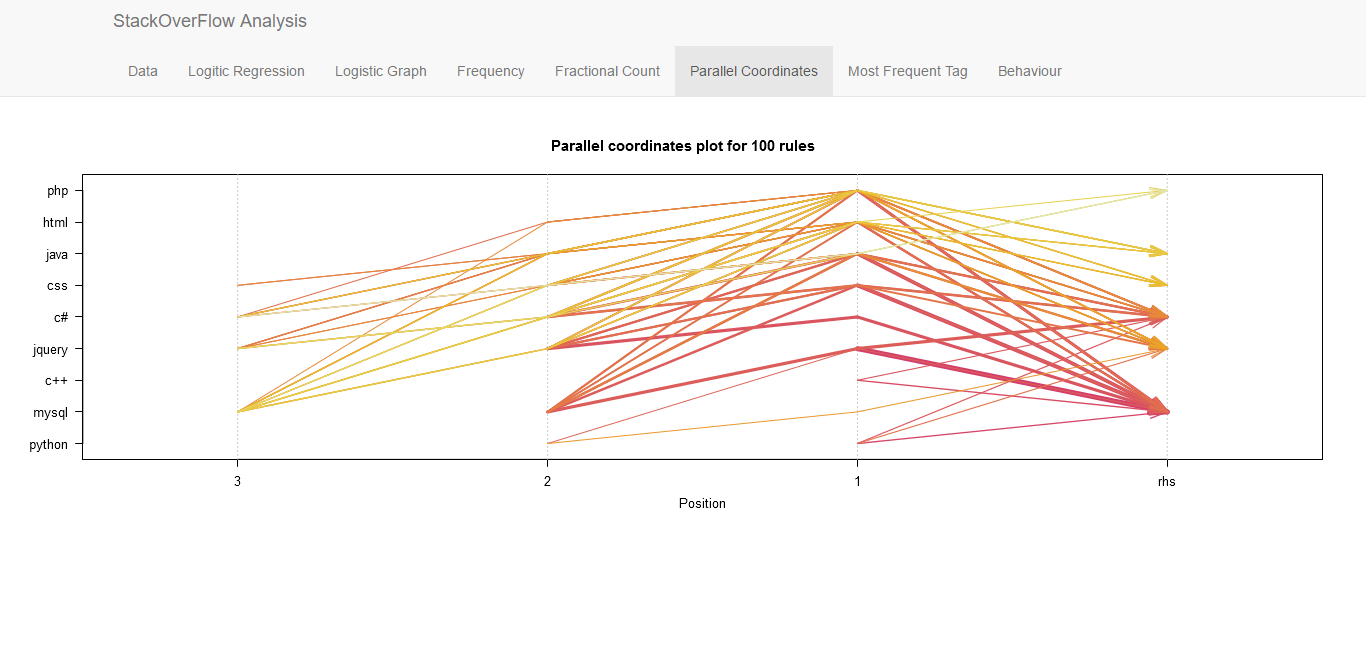 StackOverFlow Analysis
Data Logitic Regression Logistic Graph Frequency Fractional Count Parallel Coordinates Most Frequent Tag Behaviour
Parallel coordinates plot for 100 rules
php
html
java
css
c#
jquery
c++
mysql
python
3 2 1 rhs
Position